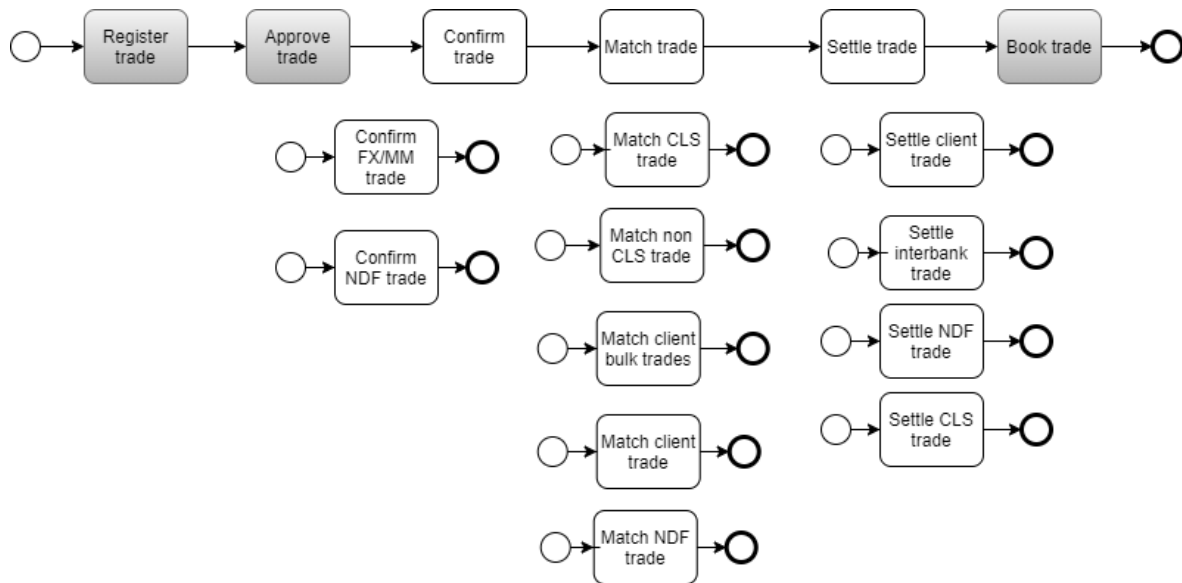 Register
trade
Approve
trade
Confirm
trade
Match trade
Settle trade
Book trade
Confirm
FX/MM
trade
Match CLS
trade
Settle client
trade
Confirm
NDF trade
Match non
CLS trade
Settle
interbank
trade
Match client
bulk trades
Settle NDF
trade
Match client
trade
Settle CLS
trade
Match NDF
trade